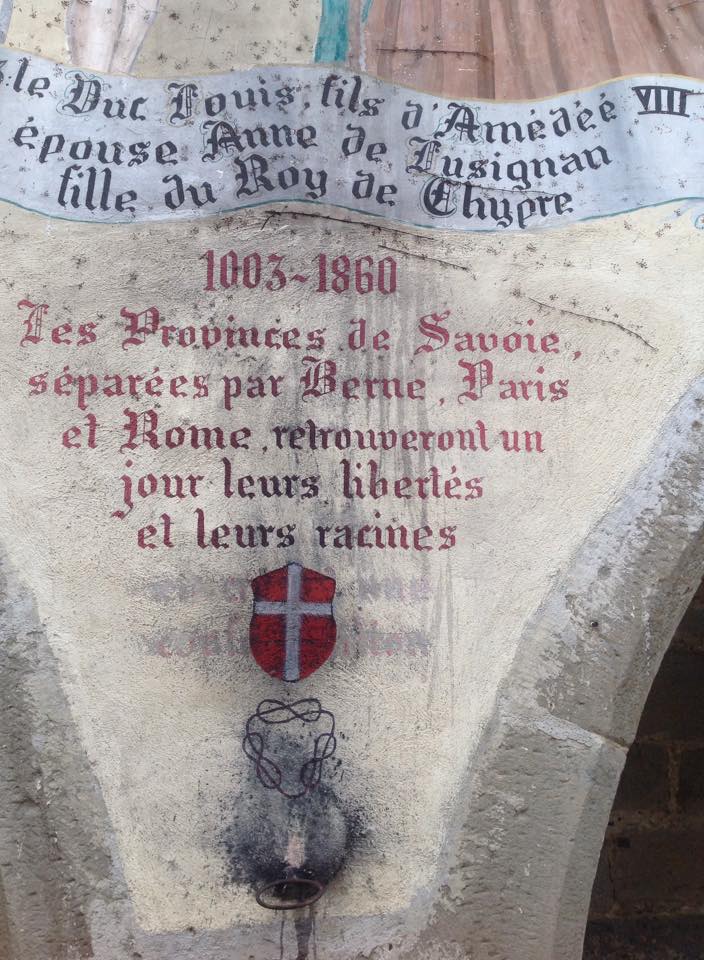 le Duc Louis, fils d'Amédéé VIII
épouse Anne de Lusignan
fille du Roy de Chypre
1003~1860
Les Provinces de Savoie,
séparées par Berne, Paris
et Rome, retrouveront un
jour leurs libertés
et leurs racines